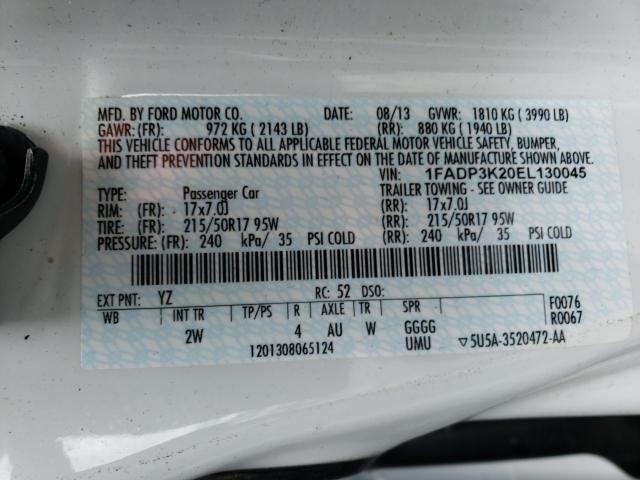 MFD. BY FORD MOTOR CO. DATE: 08/13 GVWR: 1810 KG ( 3990 LB)
GAWR: (FR): 972 KG ( 2143 LB) (RR): 880 KG ( 1940 LB)
THIS VEHICLE CONFORMS TO ALL APPLICABLE FEDERAL MOTOR VEHICLE SAFETY, BUMPER,
AND THEFT PREVENTION STANDARDS IN EFFECT ON THE DATE OF MANUFACTURE SHOWN ABOVE.
VIN: 1FADP3K20EL130045
TYPE: Passenger Car TRAILER TOWING - SEE OWNER GUIDE
RIM: (FR): 17x7.0J (RR): 17x7.0J
TIRE: (FR): 215/50R17 95W (RR): 215/50R17 95W
PRESSURE: (FR): 240 kPa/ 35 PSI COLD (RR): 240 kPa/ 35 PSI COLD
EXT PNT: YZ RC: 52 DSO: F0076
WB INT TR TP/PS R AXLE TR SPR R0067
2W 4 AU W GGGG
1201308065124 UMU ▽5U5A-3520472-AA